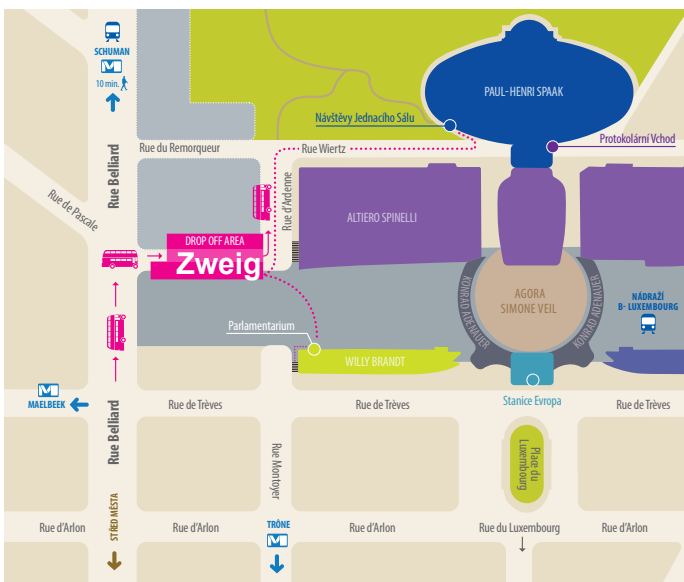 SCHUMAN
M
10 min.
PAUL-HENRI SPAAK
Návštěvy Jednacího Sálu
Protokolární Vchod
Rue du Remorqueur
Rue Wiertz
Rue Belliard
Rue de Pascale
Rue d'Ardenne
ALTIERO SPINELLI
DROP OFF AREA
Zweig
KONRAD ADENAUER
AGORA
SIMONE VEIL
KONRAD ADENAUER
NÁDRAŽÍ
B- LUXEMBOURG
Parlamentarium
WILLY BRANDT
M
MAELBEEK
Rue Belliard
Rue de Trèves
Rue de Trèves
Stanice Evropa
Rue de Trèves
Rue Montoyer
Place du
Luxembourg
STŘED MĚSTA
Rue d'Arlon
Rue d'Arlon
TRÔNE
M
Rue d'Arlon
Rue du Luxembourg
Rue d'Arlon